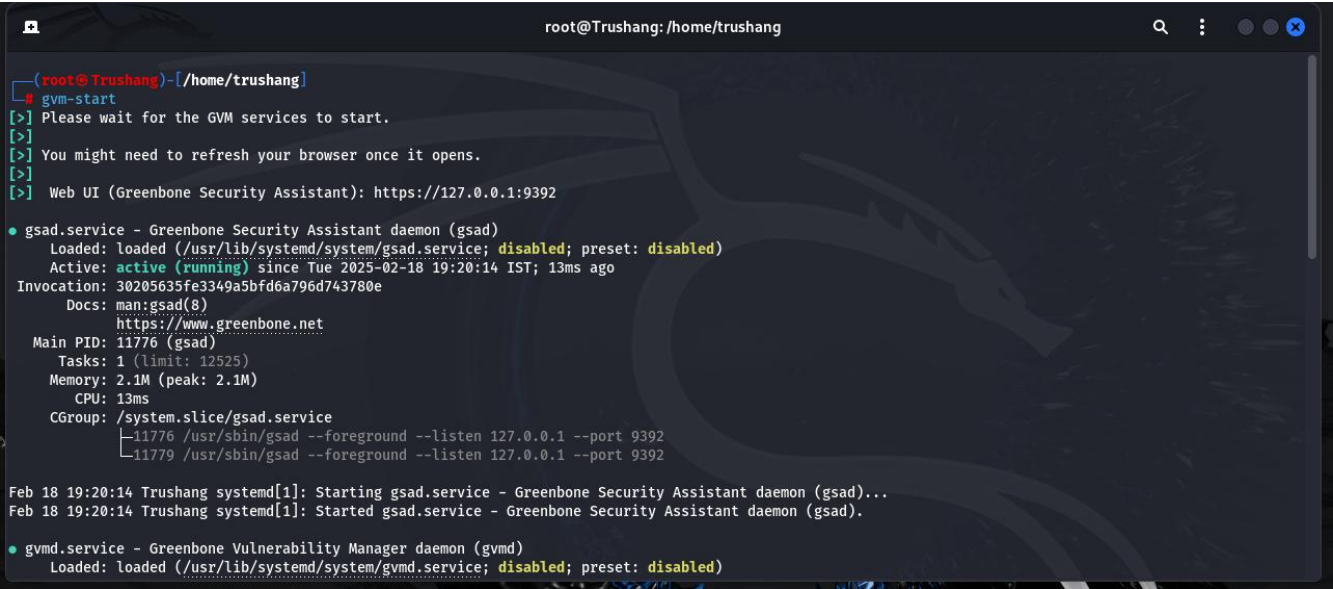 root@Trushang: /home/trushang
┌──(root㉿Trushang)-[/home/trushang]
└─# gvm-start
[>] Please wait for the GVM services to start.
[>]
[>] You might need to refresh your browser once it opens.
[>]
[>]  Web UI (Greenbone Security Assistant): https://127.0.0.1:9392

● gsad.service - Greenbone Security Assistant daemon (gsad)
     Loaded: loaded (/usr/lib/systemd/system/gsad.service; disabled; preset: disabled)
     Active: active (running) since Tue 2025-02-18 19:20:14 IST; 13ms ago
 Invocation: 30205635fe3349a5bfd6a796d743780e
       Docs: man:gsad(8)
             https://www.greenbone.net
   Main PID: 11776 (gsad)
      Tasks: 1 (limit: 12525)
     Memory: 2.1M (peak: 2.1M)
        CPU: 13ms
     CGroup: /system.slice/gsad.service
             ├─11776 /usr/sbin/gsad --foreground --listen 127.0.0.1 --port 9392
             └─11779 /usr/sbin/gsad --foreground --listen 127.0.0.1 --port 9392

Feb 18 19:20:14 Trushang systemd[1]: Starting gsad.service - Greenbone Security Assistant daemon (gsad)...
Feb 18 19:20:14 Trushang systemd[1]: Started gsad.service - Greenbone Security Assistant daemon (gsad).

● gvmd.service - Greenbone Vulnerability Manager daemon (gvmd)
     Loaded: loaded (/usr/lib/systemd/system/gvmd.service; disabled; preset: disabled)